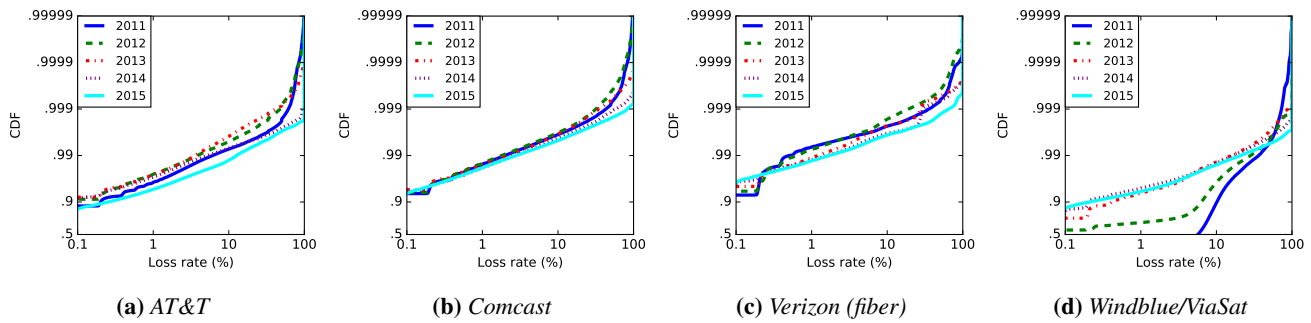 .99999
.9999
.999
.99
.9
.5
CDF
2011
2012
2013
2014
2015
0.1 1 10 100
Loss rate (%)
(a) AT&T
.99999
.9999
.999
.99
.9
.5
CDF
2011
2012
2013
2014
2015
0.1 1 10 100
Loss rate (%)
(b) Comcast
.99999
.9999
.999
.99
.9
.5
CDF
2011
2012
2013
2014
2015
0.1 1 10 100
Loss rate (%)
(c) Verizon (fiber)
.99999
.9999
.999
.99
.9
.5
CDF
2011
2012
2013
2014
2015
0.1 1 10 100
Loss rate (%)
(d) Windblue/ViaSat